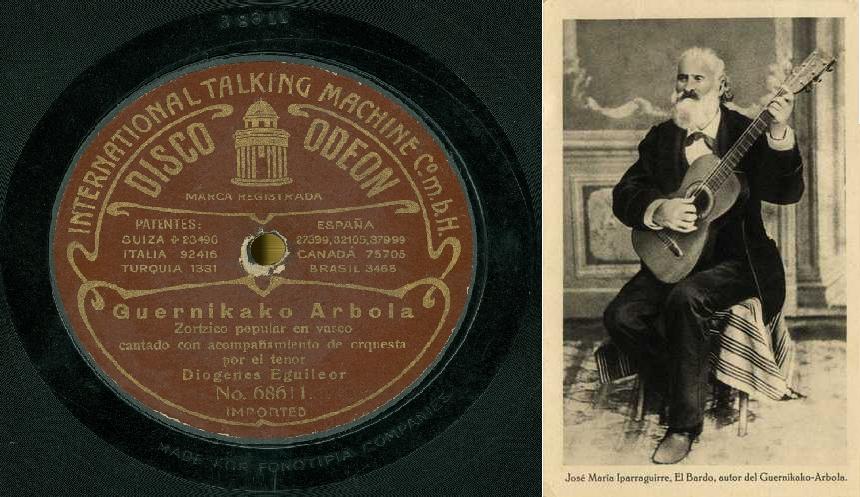 INTERNATIONAL TALKING MACHINE Co.m.b.H.
DISCO ODEON
MARCA REGISTRADA
PATENTES:
SUIZA + 23490
ITALIA 92416
TURQUIA 1331
ESPAÑA
27399,32105,37999
CANADÁ 75705
BRASIL 3465
Guernikako Arbola
Zortzico popular en vasco
cantado con acompañamiento de orquesta
por el tenor
Diogenes Eguileor
No. 68611.
IMPORTED
MADE FOR FONOTIPIA COMPANIES
José María Iparraguirre, El Bardo, autor del Guernikako-Arbola.